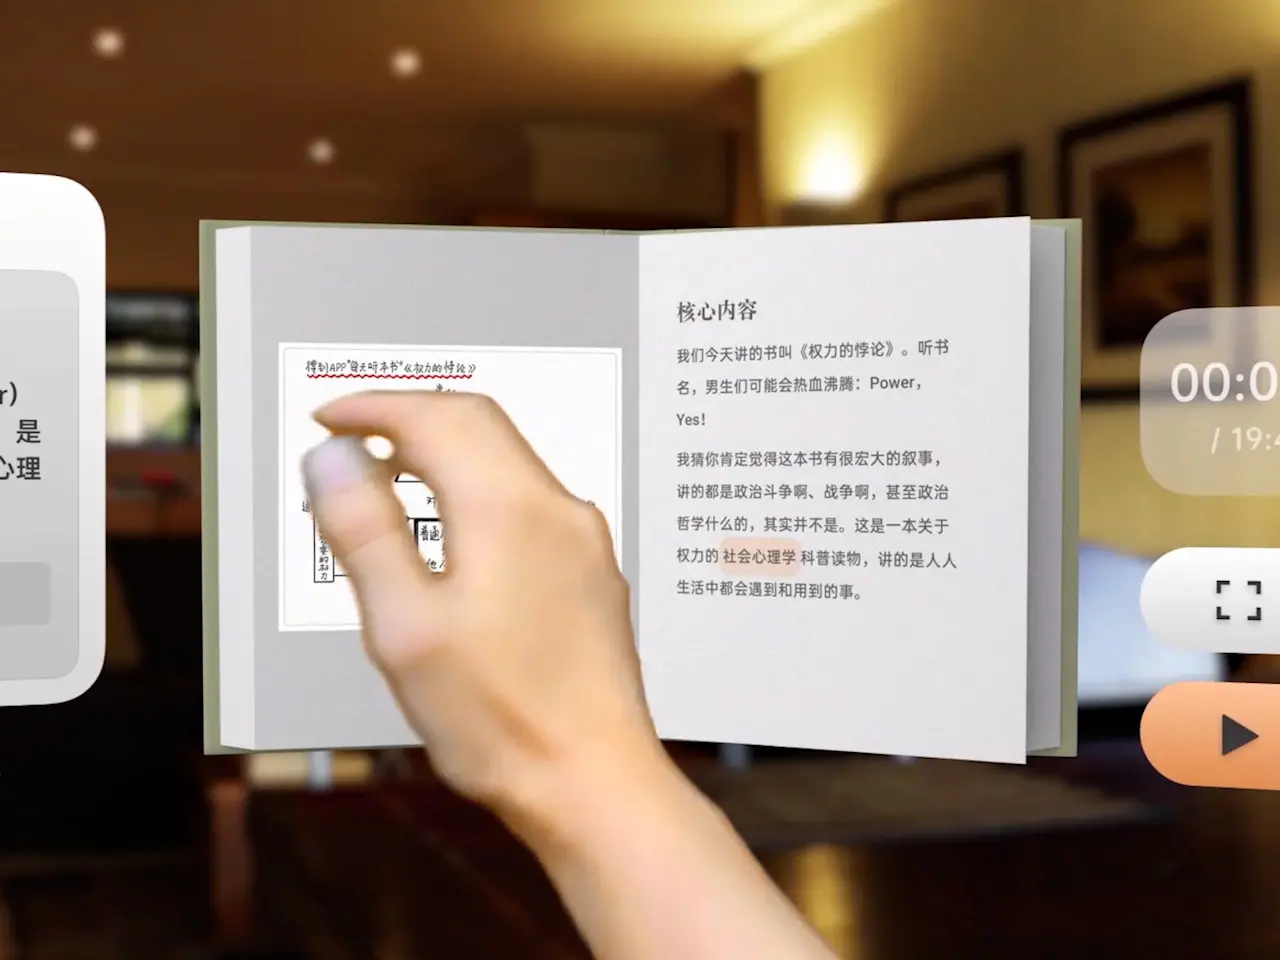 是
心理
得到APP"每天听本书"《权力的悖论》
普通
的权力
核心内容
我们今天讲的书叫《权力的悖论》。听书
名，男生们可能会热血沸腾：Power，
Yes！
我猜你肯定觉得这本书有很宏大的叙事，
讲的都是政治斗争啊、战争啊，甚至政治
哲学什么的，其实并不是。这是一本关于
权力的 社会心理学 科普读物，讲的是人人
生活中都会遇到和用到的事。
00:0
/ 19:4